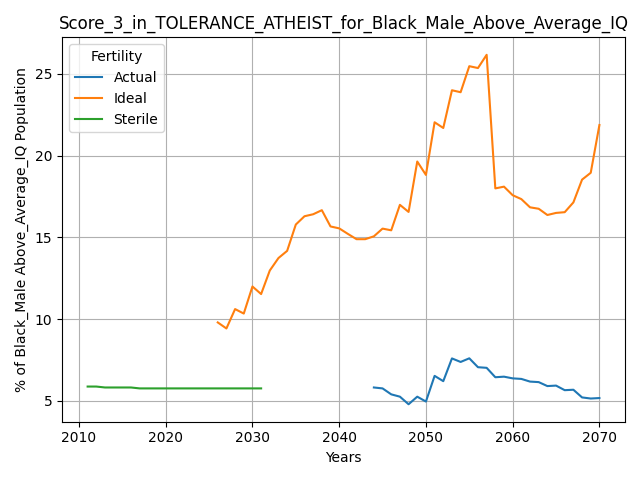 Score_3_in_TOLERANCE_ATHEIST_for_Black_Male_Above_Average_IQ
Fertility
Actual
Ideal
Sterile
% of Black_Male Above_Average_IQ Population
25
20
15
10
5
2010 2020 2030 2040 2050 2060 2070
Years